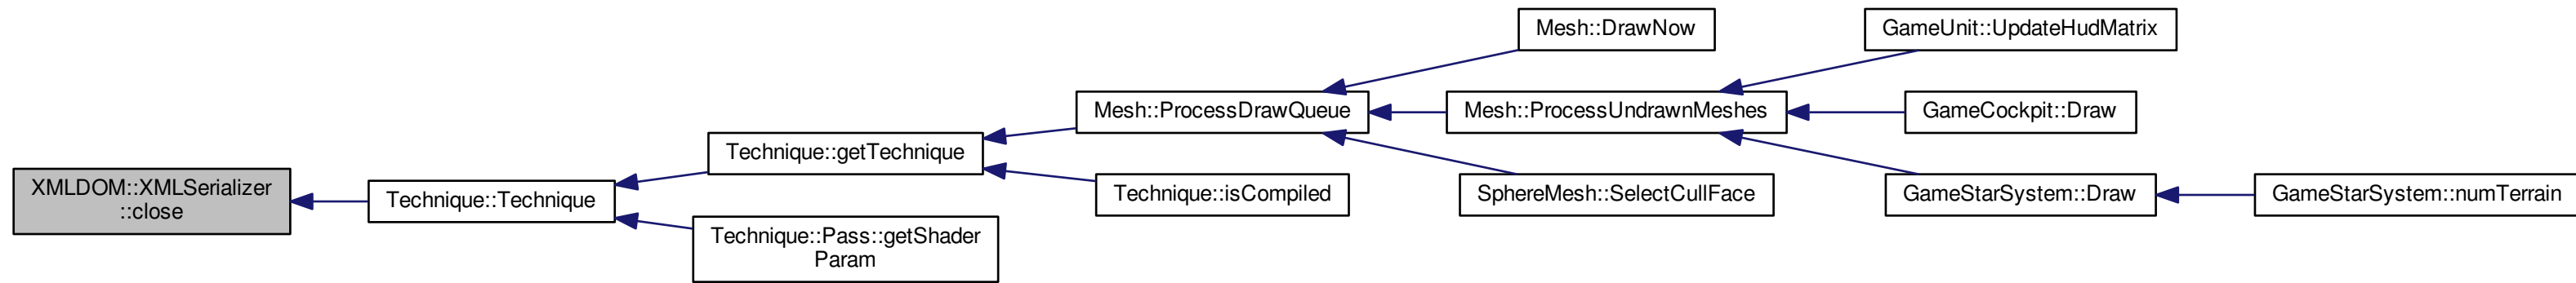 XMLDOM::XMLSerializer
::close
Technique::Technique
Technique::getTechnique
Technique::Pass::getShader
Param
Mesh::ProcessDrawQueue
Technique::isCompiled
Mesh::DrawNow
Mesh::ProcessUndrawnMeshes
SphereMesh::SelectCullFace
GameUnit::UpdateHudMatrix
GameCockpit::Draw
GameStarSystem::Draw
GameStarSystem::numTerrain